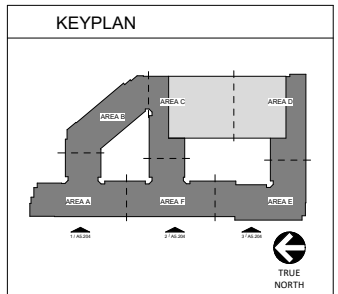 KEYPLAN
AREA C
AREA D
AREA B
AREA A
AREA F
AREA E
1 / A5.204
2 / A5.204
3 / A5.204
TRUE
NORTH